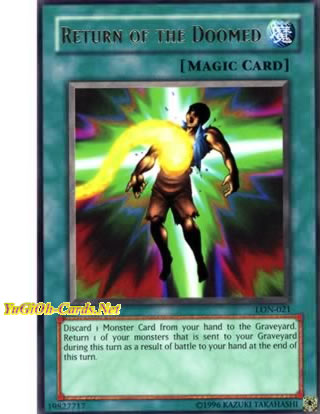 RETURN OF THE DOOMED 魔
[MAGIC CARD]
LON-021
YuGiOh-Cards.Net
Discard 1 Monster Card from your hand to the Graveyard.
Return 1 of your monsters that is sent to your Graveyard
during this turn as a result of battle to your hand at the end of
this turn.
19827717
©1996 KAZUKI TAKAHASHI